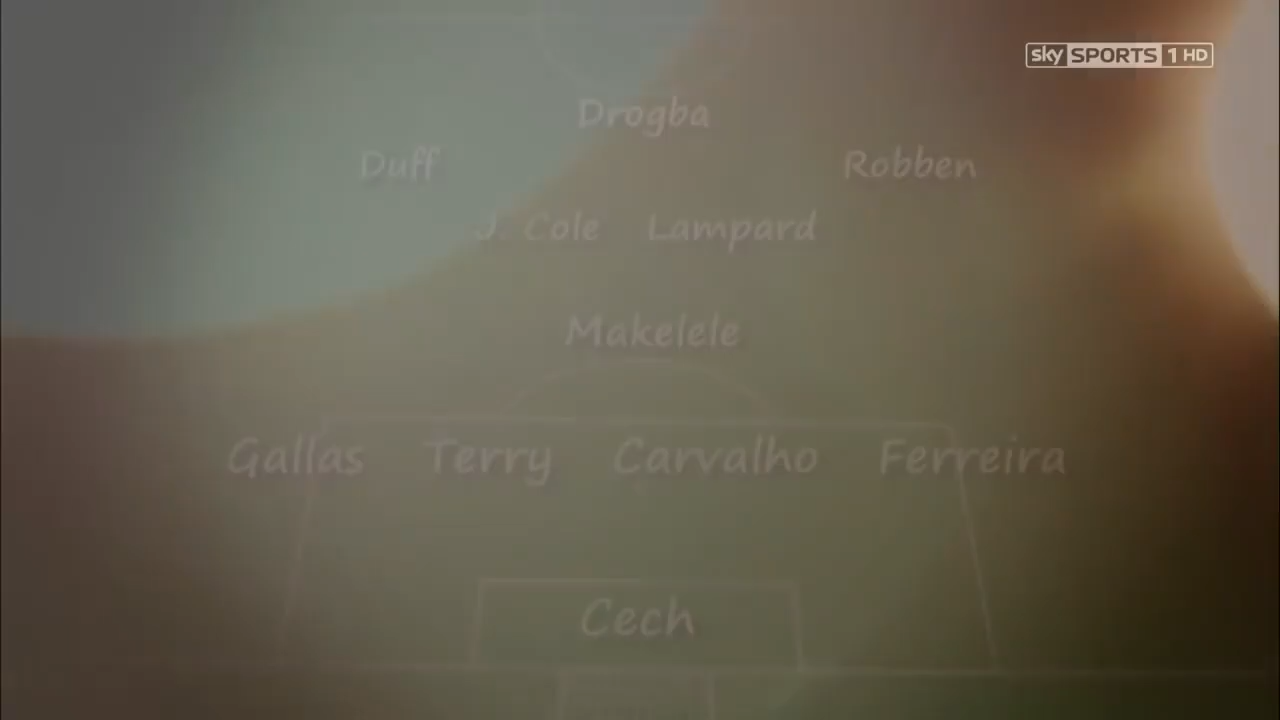 sky SPORTS 1 HD
Drogba
Duff Robben
J. Cole Lampard
Makelele
Gallas Terry Carvalho Ferreira
Cech